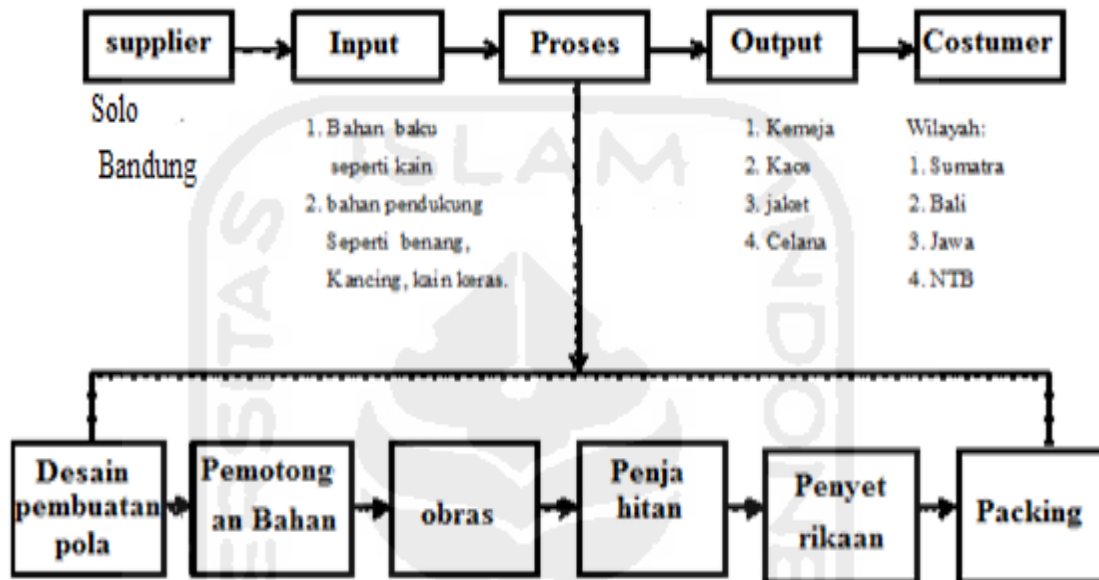 supplier
Input
Proses
Output
Costumer
Solo
Bandung
1. Bahan baku
seperti kain
2. bahan pendukung
Seperti benang,
Kancing, kain keras.
1. Kemeja
2. Kaos
3. jaket
4. Celana
Wilayah:
1. Sumatra
2. Bali
3. Jawa
4. NTB
ISLAM
Desain
pembuatan
pola
Pemotong
an Bahan
obras
Penja
hitan
Penyet
rikaan
Packing